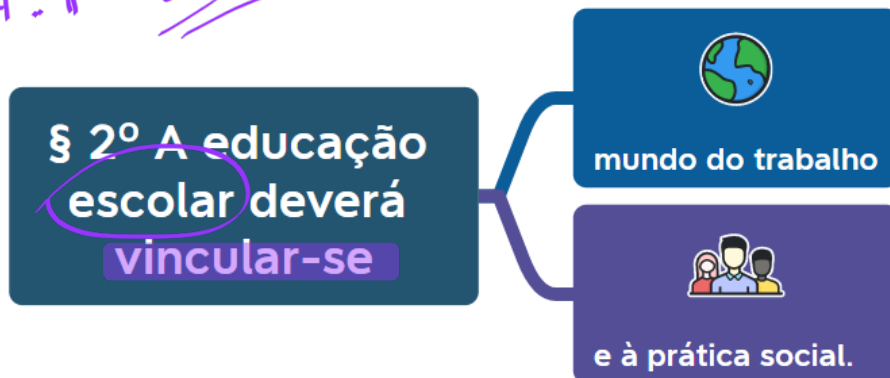 § 2º A educação
escolar deverá
vincular-se
mundo do trabalho
e à prática social.